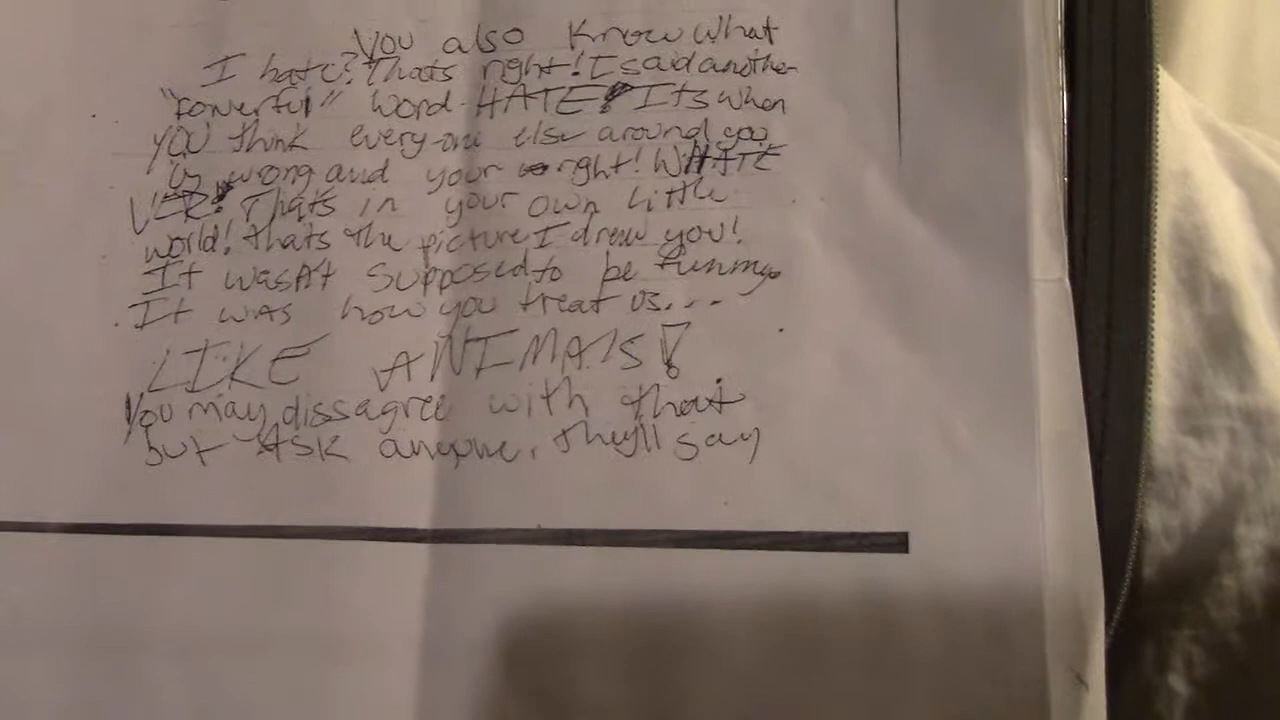 You also Know what
I hate? Thats right! I said another
"Powerful" word HATE! Its when
you think every one else around you
is wrong and your right! WHATE
VER! Thats in your own little
world! thats the picture I drew you!
It wasn't supposed to be funny.
It was how you treat us....
LIKE ANIMAlS!
You may dissagree with that
but Ask anyone, they'll say